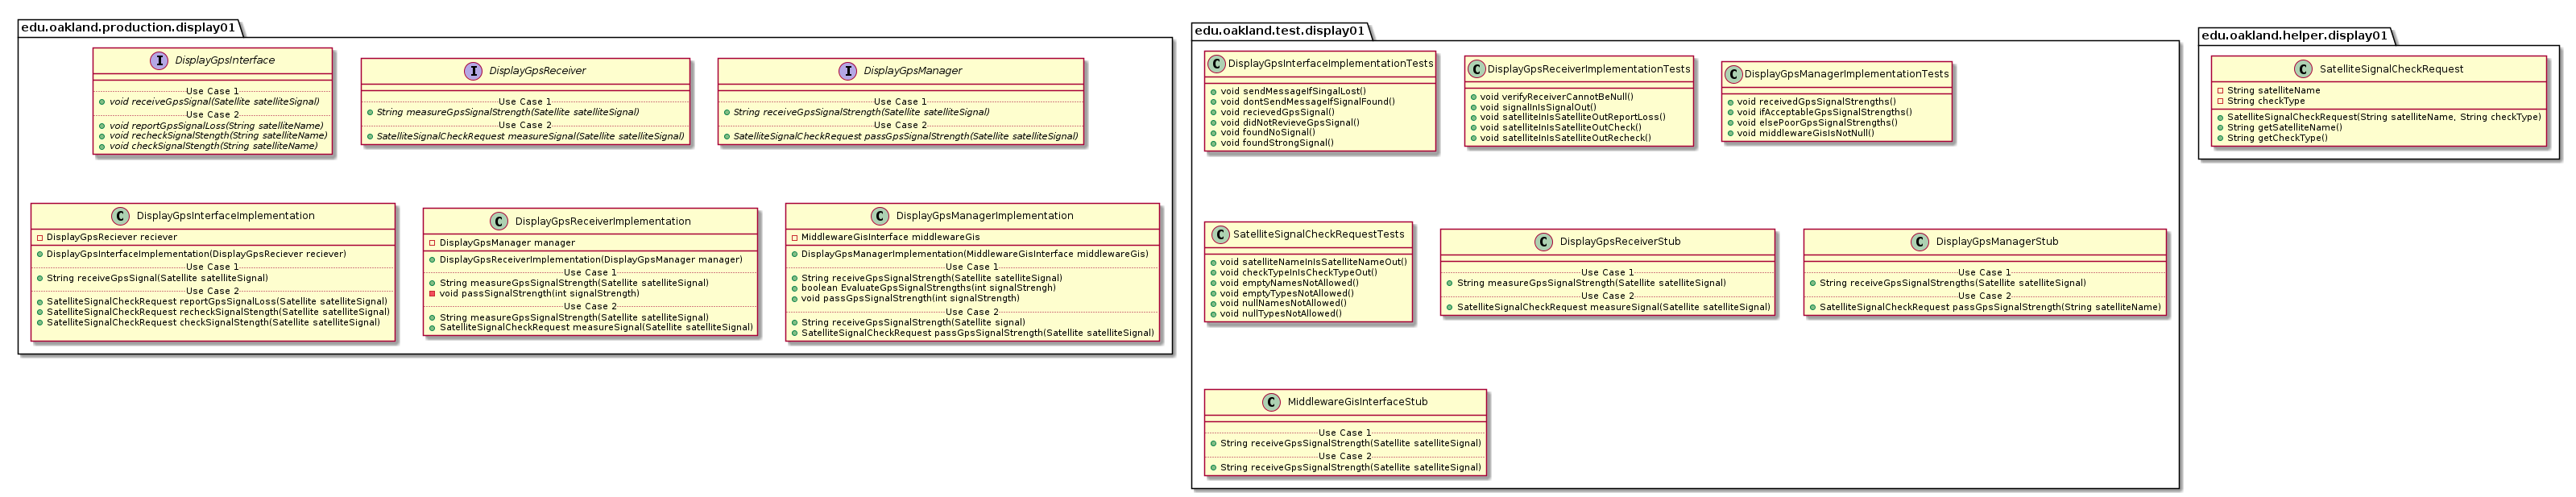 edu.oakland.production.display01
DisplayGpsInterface
Use Case 1
void receiveGpsSignal(Satellite satelliteSignal)
Use Case 2
void reportGpsSignalLoss(String satelliteName)
void recheckSignalStength(String satelliteName)
void checkSignalStength(String satelliteName)
DisplayGpsReceiver
Use Case 1
String measureGpsSignalStrength(Satellite satelliteSignal)
Use Case 2
SatelliteSignalCheckRequest measureSignal(Satellite satelliteSignal)
DisplayGpsManager
Use Case 1
String receiveGpsSignalStrength(Satellite satelliteSignal)
Use Case 2
SatelliteSignalCheckRequest passGpsSignalStrength(Satellite satelliteSignal)
DisplayGpsInterfaceImplementation
DisplayGpsReciever reciever
DisplayGpsInterfaceImplementation(DisplayGpsReciever reciever)
Use Case 1
String receiveGpsSignal(Satellite satelliteSignal)
Use Case 2
SatelliteSignalCheckRequest reportGpsSignalLoss(Satellite satelliteSignal)
SatelliteSignalCheckRequest recheckSignalStength(Satellite satelliteSignal)
SatelliteSignalCheckRequest checkSignalStength(Satellite satelliteSignal)
DisplayGpsReceiverImplementation
DisplayGpsManager manager
DisplayGpsReceiverImplementation(DisplayGpsManager manager)
Use Case 1
String measureGpsSignalStrength(Satellite satelliteSignal)
void passSignalStrength(int signalStrength)
Use Case 2
String measureGpsSignalStrength(Satellite satelliteSignal)
SatelliteSignalCheckRequest measureSignal(Satellite satelliteSignal)
DisplayGpsManagerImplementation
MiddlewareGisInterface middlewareGis
DisplayGpsManagerImplementation(MiddlewareGisInterface middlewareGis)
Use Case 1
String receiveGpsSignalStrength(Satellite satelliteSignal)
boolean EvaluateGpsSignalStrengths(int signalStrengh)
void passGpsSignalStrength(int signalStrength)
Use Case 2
String receiveGpsSignalStrength(Satellite signal)
SatelliteSignalCheckRequest passGpsSignalStrength(Satellite satelliteSignal)
edu.oakland.test.display01
DisplayGpsInterfaceImplementationTests
void sendMessageIfSingalLost()
void dontSendMessageIfSignalFound()
void recievedGpsSignal()
void didNotRevieveGpsSignal()
void foundNoSignal()
void foundStrongSignal()
DisplayGpsReceiverImplementationTests
void verifyReceiverCannotBeNull()
void signalInIsSignalOut()
void satelliteInIsSatelliteOutReportLoss()
void satelliteInIsSatelliteOutCheck()
void satelliteInIsSatelliteOutRecheck()
DisplayGpsManagerImplementationTests
void receivedGpsSignalStrengths()
void ifAcceptableGpsSignalStrengths()
void elsePoorGpsSignalStrengths()
void middlewareGisIsNotNull()
SatelliteSignalCheckRequestTests
void satelliteNameInIsSatelliteNameOut()
void checkTypeInIsCheckTypeOut()
void emptyNamesNotAllowed()
void emptyTypesNotAllowed()
void nullNamesNotAllowed()
void nullTypesNotAllowed()
DisplayGpsReceiverStub
Use Case 1
String measureGpsSignalStrength(Satellite satelliteSignal)
Use Case 2
SatelliteSignalCheckRequest measureSignal(Satellite satelliteSignal)
DisplayGpsManagerStub
Use Case 1
String receiveGpsSignalStrengths(Satellite satelliteSignal)
Use Case 2
SatelliteSignalCheckRequest passGpsSignalStrength(String satelliteName)
MiddlewareGisInterfaceStub
Use Case 1
String receiveGpsSignalStrength(Satellite satelliteSignal)
Use Case 2
String receiveGpsSignalStrength(Satellite satelliteSignal)
edu.oakland.helper.display01
SatelliteSignalCheckRequest
String satelliteName
String checkType
SatelliteSignalCheckRequest(String satelliteName, String checkType)
String getSatelliteName()
String getCheckType()